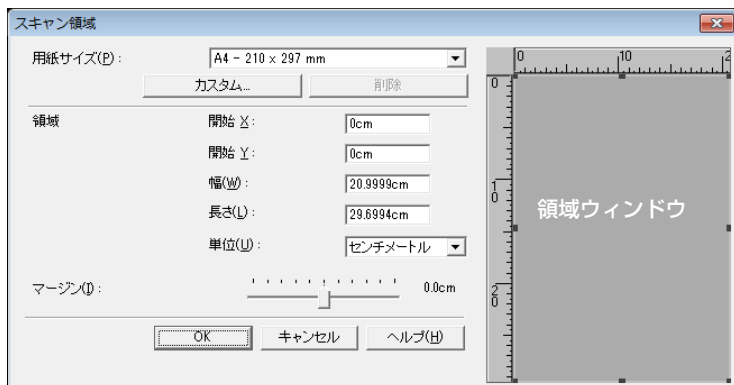 スキャン領域
用紙サイズ(P): A4 - 210 x 297 mm
カスタム... 削除
領域 開始 X: 0cm
開始 Y: 0cm
幅(W): 20.9999cm
長さ(L): 29.6994cm
単位(U): センチメートル
マージン(I): 0.0cm
OK キャンセル ヘルプ(H)
0 10 2
0
10
20
領域ウィンドウ